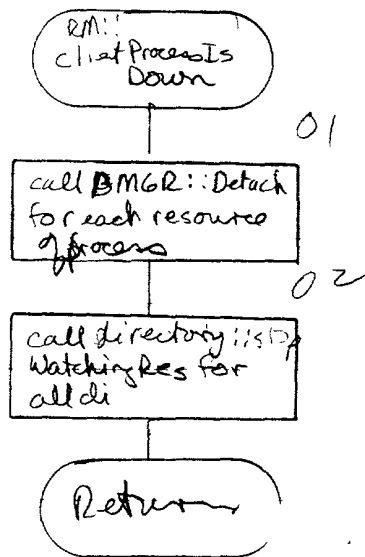 RM::
clietProcessIs
Down
01
call BMGR::Detach
for each resource
of process
02
call directory::stop
WatchingRes for
all di
Return